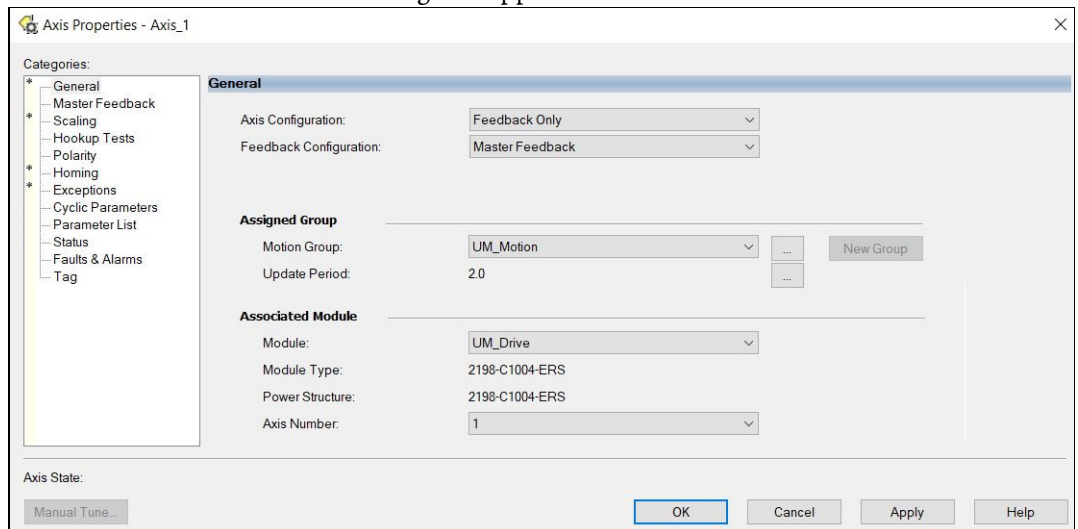 Axis Properties - Axis_1
Categories:
* General
Master Feedback
* Scaling
Hookup Tests
Polarity
* Homing
* Exceptions
Cyclic Parameters
Parameter List
Status
Faults & Alarms
Tag
General
Axis Configuration: Feedback Only
Feedback Configuration: Master Feedback
Assigned Group
Motion Group: UM_Motion ... New Group
Update Period: 2.0 ...
Associated Module
Module: UM_Drive
Module Type: 2198-C1004-ERS
Power Structure: 2198-C1004-ERS
Axis Number: 1
Axis State:
Manual Tune... OK Cancel Apply Help